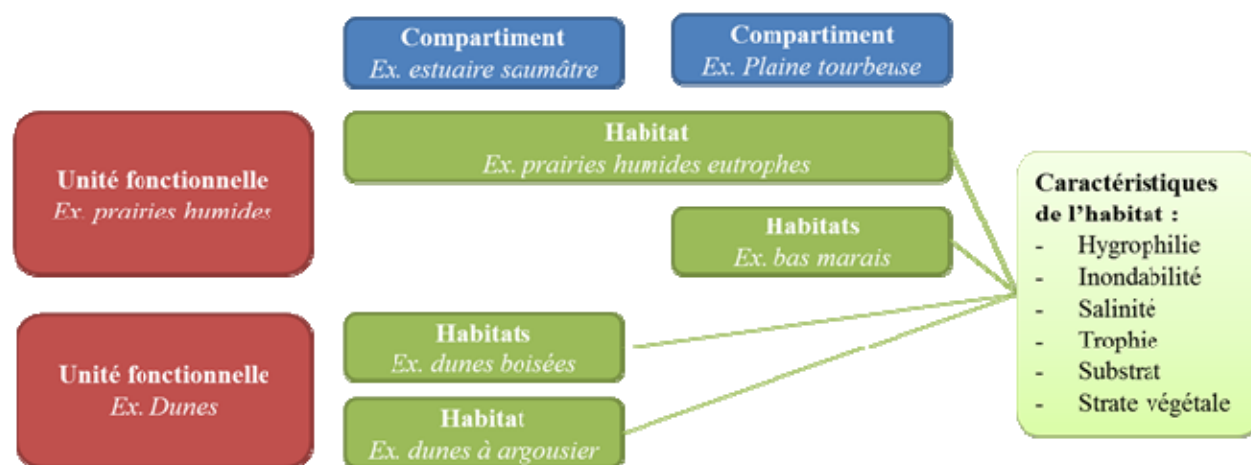 Compartiment
Ex. estuaire saumâtre
Compartiment
Ex. Plaine tourbeuse
Unité fonctionnelle
Ex. prairies humides
Habitat
Ex. prairies humides eutrophes
Habitats
Ex. bas marais
Unité fonctionnelle
Ex. Dunes
Habitats
Ex. dunes boisées
Habitat
Ex. dunes à argousier
Caractéristiques
de l'habitat :
- Hygrophilie
- Inondabilité
- Salinité
- Trophie
- Substrat
- Strate végétale